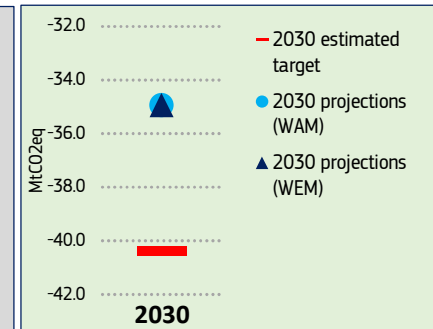 -32.0
-34.0
-36.0
-38.0
-40.0
-42.0
MtCO2eq
2030
2030 estimated
target
2030 projections
(WAM)
2030 projections
(WEM)